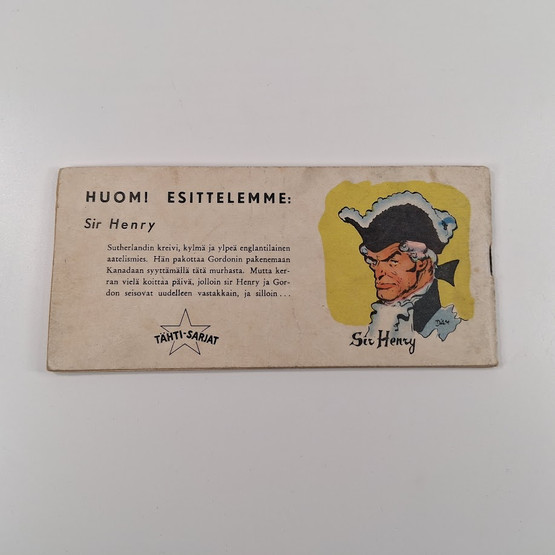 HUOM! ESITTELEMME:
Sir Henry
Sutherlandin kreivi, kylmä ja ylpeä englantilainen
aatelismies. Hän pakottaa Gordonin pakenemaan
Kanadaan syyttämällä tätä murhasta. Mutta ker-
ran vielä koittaa päivä, jolloin sir Henry ja Gor-
don seisovat uudelleen vastakkain, ja silloin...
TÄHTI-SARJAT
Sir Henry